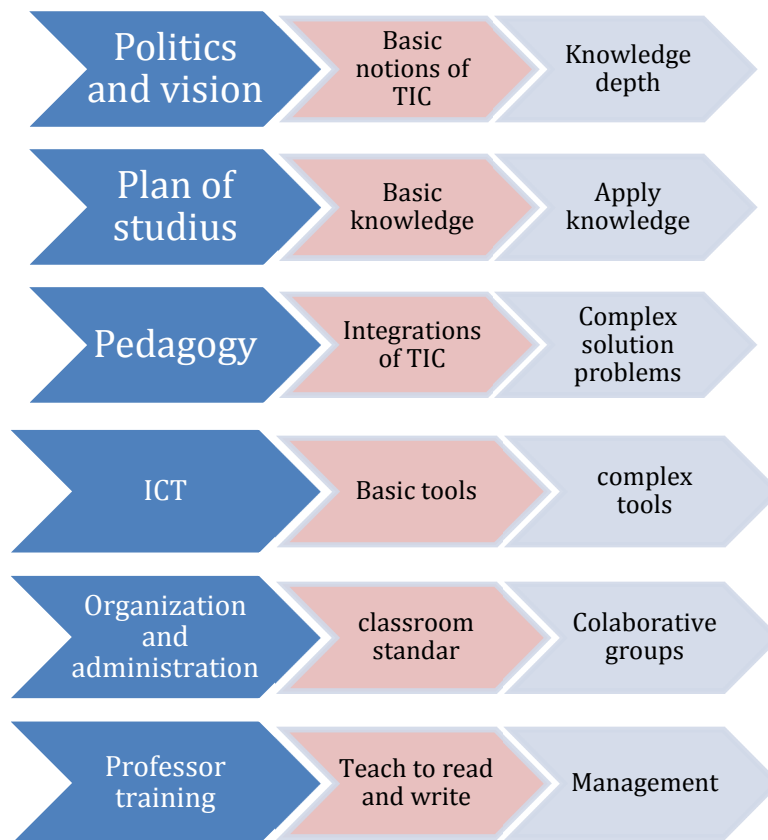 Politics
and vision
Basic
notions of
TIC
Knowledge
depth
Plan of
studius
Basic
knowledge
Apply
knowledge
Pedagogy
Integrations
of TIC
Complex
solution
problems
ICT
Basic tools
complex
tools
Organization
and
administration
classroom
standar
Colaborative
groups
Professor
training
Teach to read
and write
Management